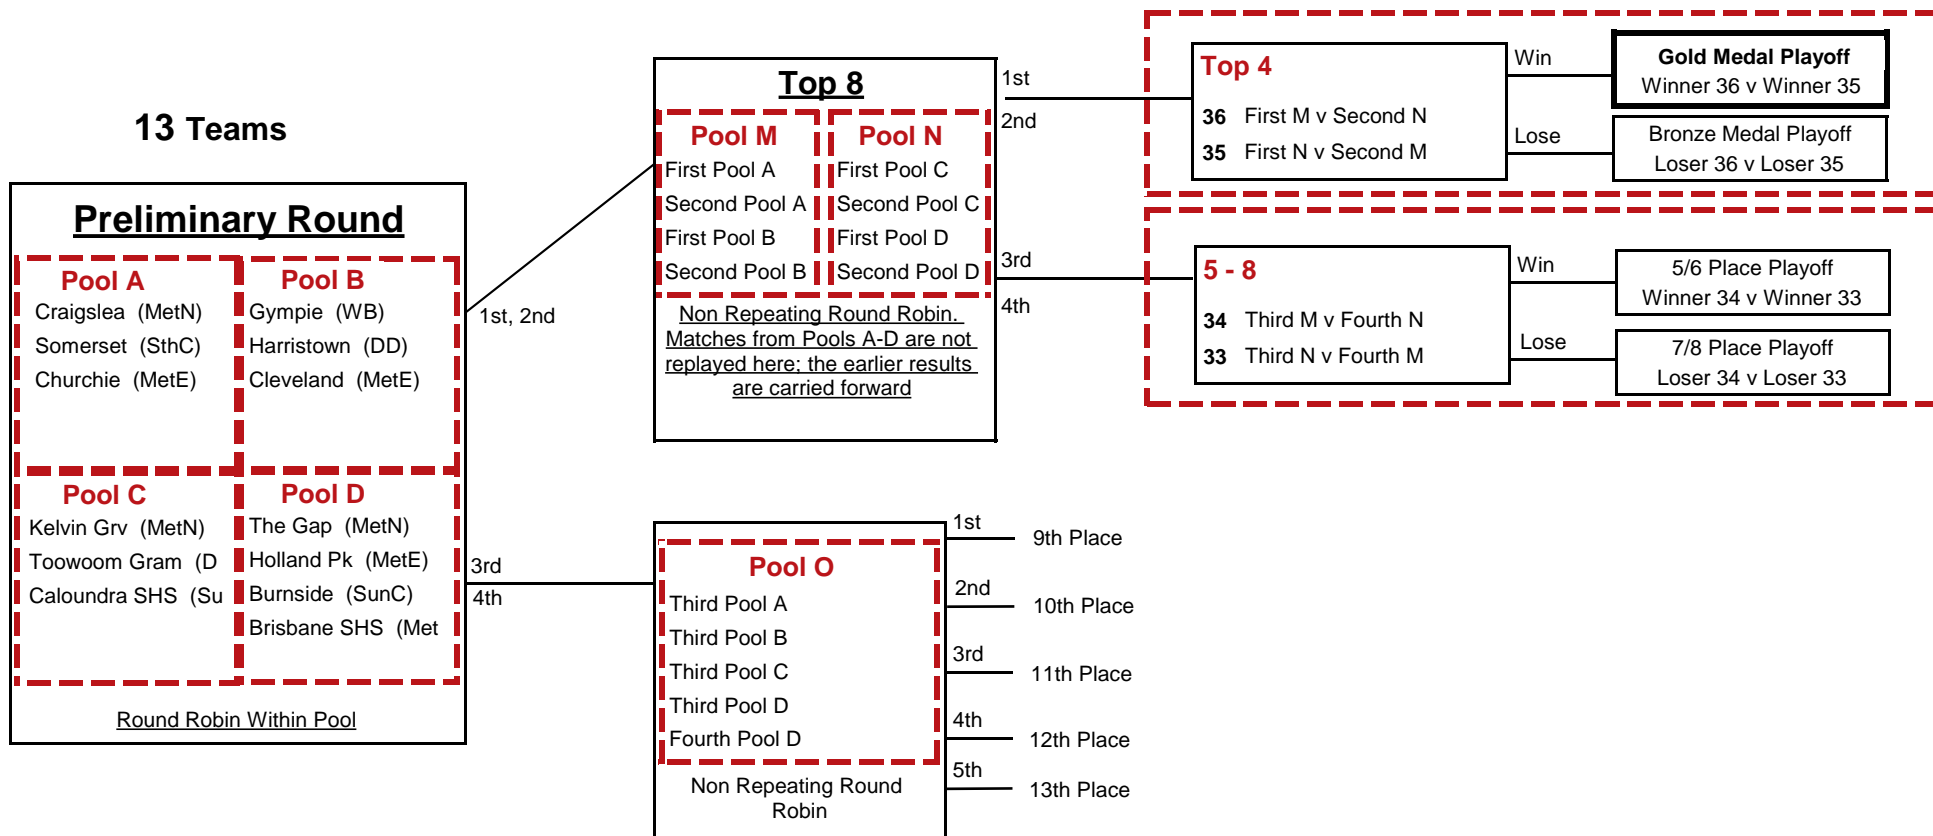 13 Teams
Preliminary Round
Pool A
Craigslea (MetN)
Somerset (SthC)
Churchie (MetE)
Pool B
Gympie (WB)
Harristown (DD)
Cleveland (MetE)
Pool C
Kelvin Grv (MetN)
Toowoom Gram (D
Caloundra SHS (Su
Pool D
The Gap (MetN)
Holland Pk (MetE)
Burnside (SunC)
Brisbane SHS (Met
Round Robin Within Pool
1st, 2nd
3rd
4th
Top 8
Pool M
First Pool A
Second Pool A
First Pool B
Second Pool B
Pool N
First Pool C
Second Pool C
First Pool D
Second Pool D
Non Repeating Round Robin.
Matches from Pools A-D are not
replayed here; the earlier results
are carried forward
1st
2nd
3rd
4th
Top 4
36 First M v Second N
35 First N v Second M
Win
Lose
Gold Medal Playoff
Winner 36 v Winner 35
Bronze Medal Playoff
Loser 36 v Loser 35
5 - 8
34 Third M v Fourth N
33 Third N v Fourth M
Win
Lose
5/6 Place Playoff
Winner 34 v Winner 33
7/8 Place Playoff
Loser 34 v Loser 33
Pool O
Third Pool A
Third Pool B
Third Pool C
Third Pool D
Fourth Pool D
Non Repeating Round
Robin
1st
9th Place
2nd
10th Place
3rd
11th Place
4th
12th Place
5th
13th Place